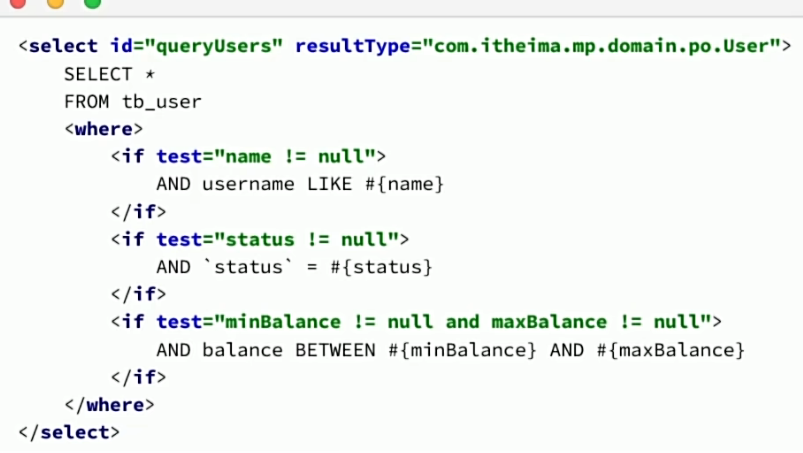 <select id="queryUsers" resultType="com.itheima.mp.domain.po.User">
    SELECT *
    FROM tb_user
    <where>
        <if test="name != null">
            AND username LIKE #{name}
        </if>
        <if test="status != null">
            AND `status` = #{status}
        </if>
        <if test="minBalance != null and maxBalance != null">
            AND balance BETWEEN #{minBalance} AND #{maxBalance}
        </if>
    </where>
</select>